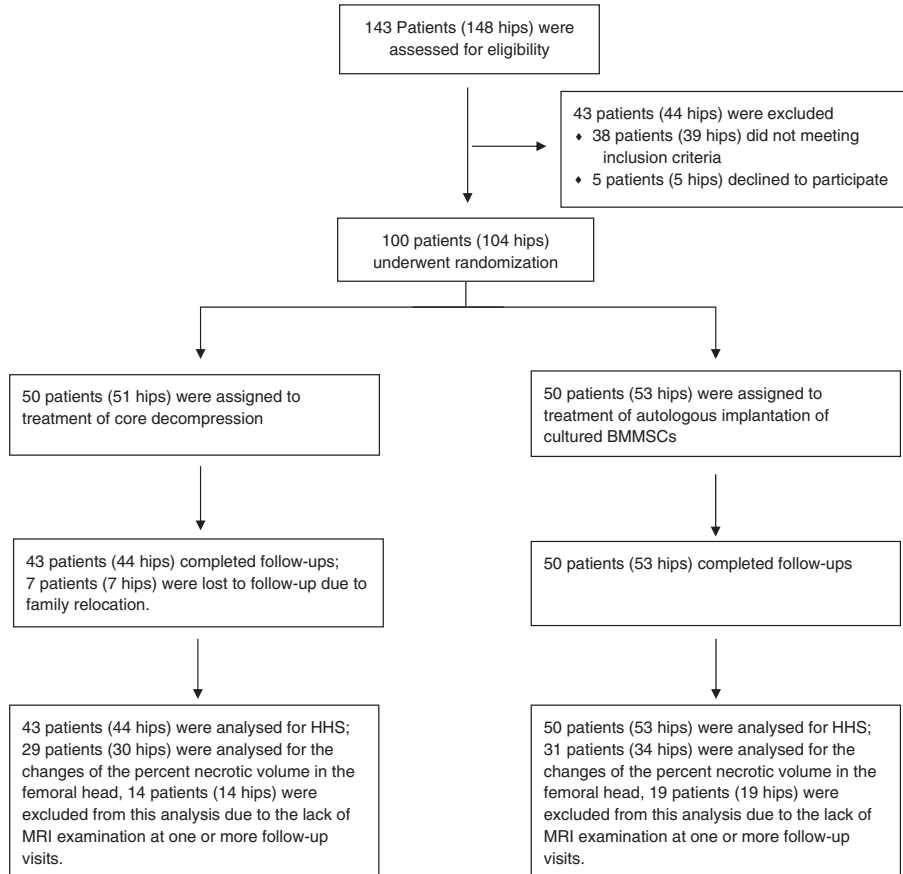 143 Patients (148 hips) were
assessed for eligibility
43 patients (44 hips) were excluded
♦ 38 patients (39 hips) did not meeting
inclusion criteria
♦ 5 patients (5 hips) declined to participate
100 patients (104 hips)
underwent randomization
50 patients (51 hips) were assigned to
treatment of core decompression
50 patients (53 hips) were assigned to
treatment of autologous implantation of
cultured BMMSCs
43 patients (44 hips) completed follow-ups;
7 patients (7 hips) were lost to follow-up due to
family relocation.
50 patients (53 hips) completed follow-ups
43 patients (44 hips) were analysed for HHS;
29 patients (30 hips) were analysed for the
changes of the percent necrotic volume in the
femoral head, 14 patients (14 hips) were
excluded from this analysis due to the lack of
MRI examination at one or more follow-up
visits.
50 patients (53 hips) were analysed for HHS;
31 patients (34 hips) were analysed for the
changes of the percent necrotic volume in the
femoral head, 19 patients (19 hips) were
excluded from this analysis due to the lack of
MRI examination at one or more follow-up
visits.